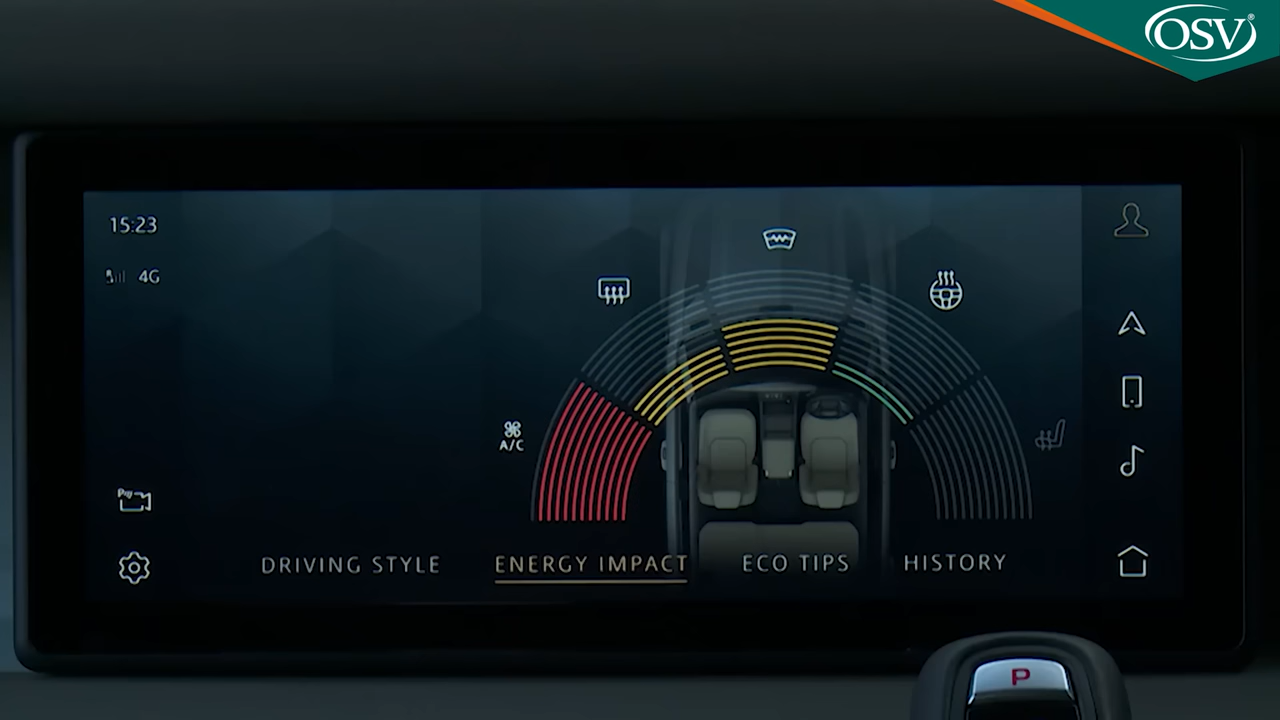 OSV®
15:23
4G
A/C
DRIVING STYLE
ENERGY IMPACT
ECO TIPS
HISTORY
P